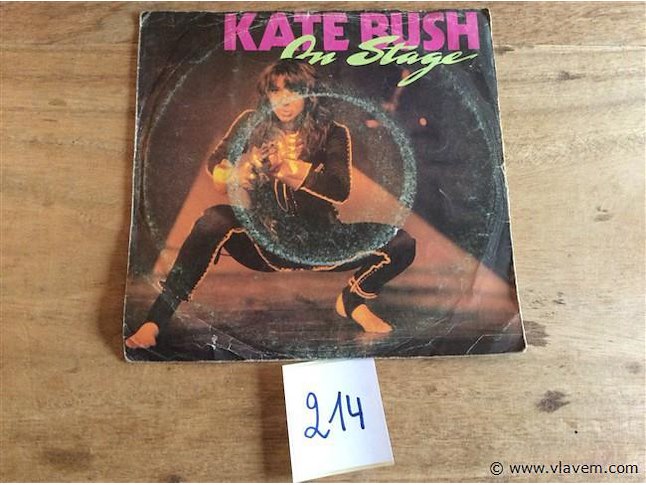 KATE BUSH
On Stage
214
© www.vlavem.com